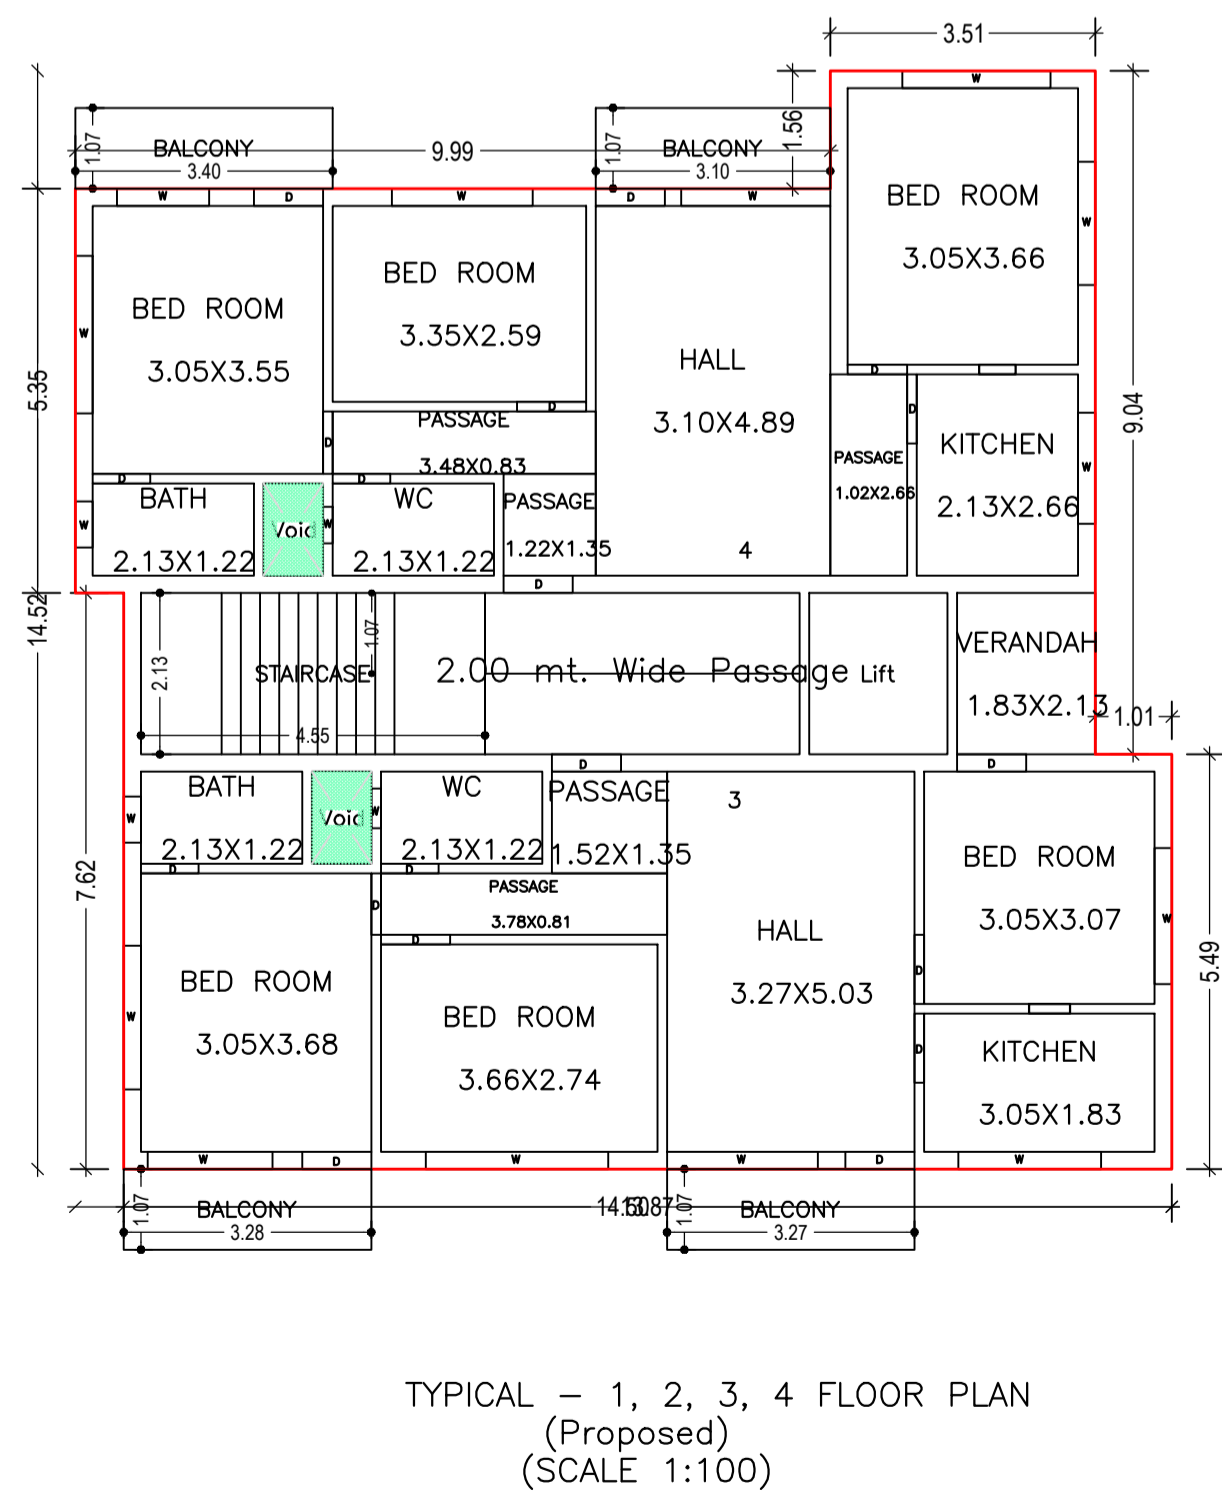 3.51
1.56
1.07
BALCONY
3.40
9.99
1.07
BALCONY
3.10
W
W
D
W
D
W
BED ROOM
3.05X3.66
W
BED ROOM
3.35X2.59
BED ROOM
3.05X3.55
W
HALL
3.10X4.89
D
D
5.35
9.04
D
PASSAGE
3.48X0.83
D
KITCHEN
2.13X2.66
W
PASSAGE
1.02X2.66
D
D
BATH
2.13X1.22
W
Void
W
WC
2.13X1.22
PASSAGE
1.22X1.35
4
D
14.52
2.13
1.07
STAIRCASE
4.55
2.00 mt. Wide Passage
Lift
VERANDAH
1.83X2.13
1.01
D
D
BATH
2.13X1.22
W
Void
W
WC
2.13X1.22
PASSAGE
1.52X1.35
3
D
D
7.62
PASSAGE
3.78X0.81
D
D
BED ROOM
3.05X3.07
W
HALL
3.27X5.03
D
5.49
BED ROOM
3.05X3.68
W
BED ROOM
3.66X2.74
KITCHEN
3.05X1.83
D
W
D
W
W
D
W
1.07
BALCONY
3.28
1.07
BALCONY
3.27
TYPICAL – 1, 2, 3, 4 FLOOR PLAN
(Proposed)
(SCALE 1:100)